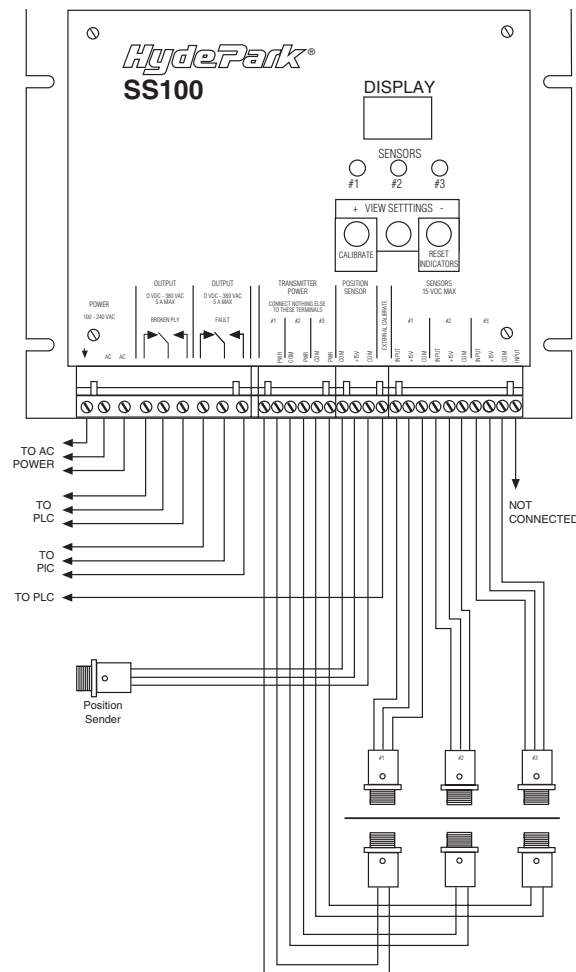 HydePark®
SS100
DISPLAY
SENSORS
#1 #2 #3
+ VIEW SETTTINGS -
CALIBRATE
RESET
INDICATORS
POWER
100 - 240 VAC
AC AC
OUTPUT
0 VDC - 380 VAC
5 A MAX
BROKEN PLY
OUTPUT
0 VDC - 380 VAC
5 A MAX
FAULT
TRANSMITTER
POWER
CONNECT NOTHING ELSE
TO THESE TERMINALS
#1 #2 #3
PWR COM PWR COM PWR
POSITION
SENSOR
COM +15V COM
EXTERNAL CALIBRATE
SENSORS
15 VDC MAX
#1 #2 #3
INPUT +15V COM INPUT +15V COM INPUT +15V COM INPUT
TO AC
POWER
TO
PLC
TO
PIC
TO PLC
NOT
CONNECTED
Position
Sender
#1 #2 #3